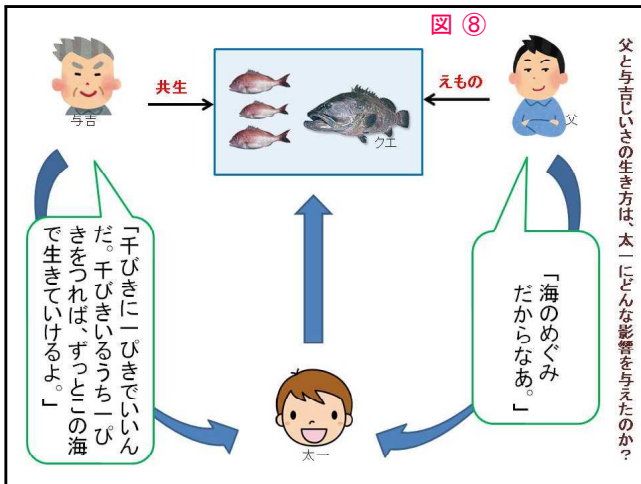 図 ⑧
父と与吉じいさの生き方は、太一にどんな影響を与えたのか？
共生
えもの
与吉
クエ
父
「海のめぐみ
だからなあ。」
「千びきに一ぴきでいいん
だ。千びきいるうち一ぴ
きをつれば、ずっとこの海
で生きていけるよ。」
太一